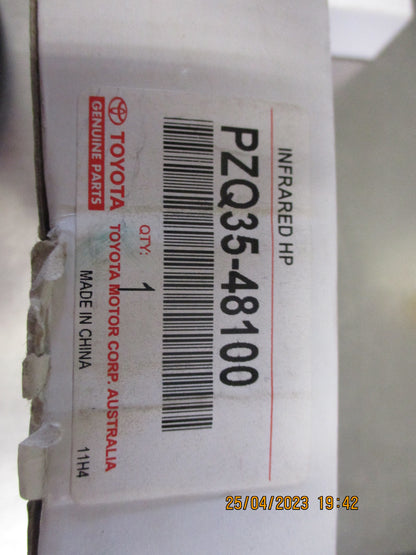 INFRARED HP
PZQ35-48100
TOYOTA
GENUINE PARTS
QTY: 1
TOYOTA MOTOR CORP. AUSTRALIA
MADE IN CHINA
11H4
25/04/2023 19:42